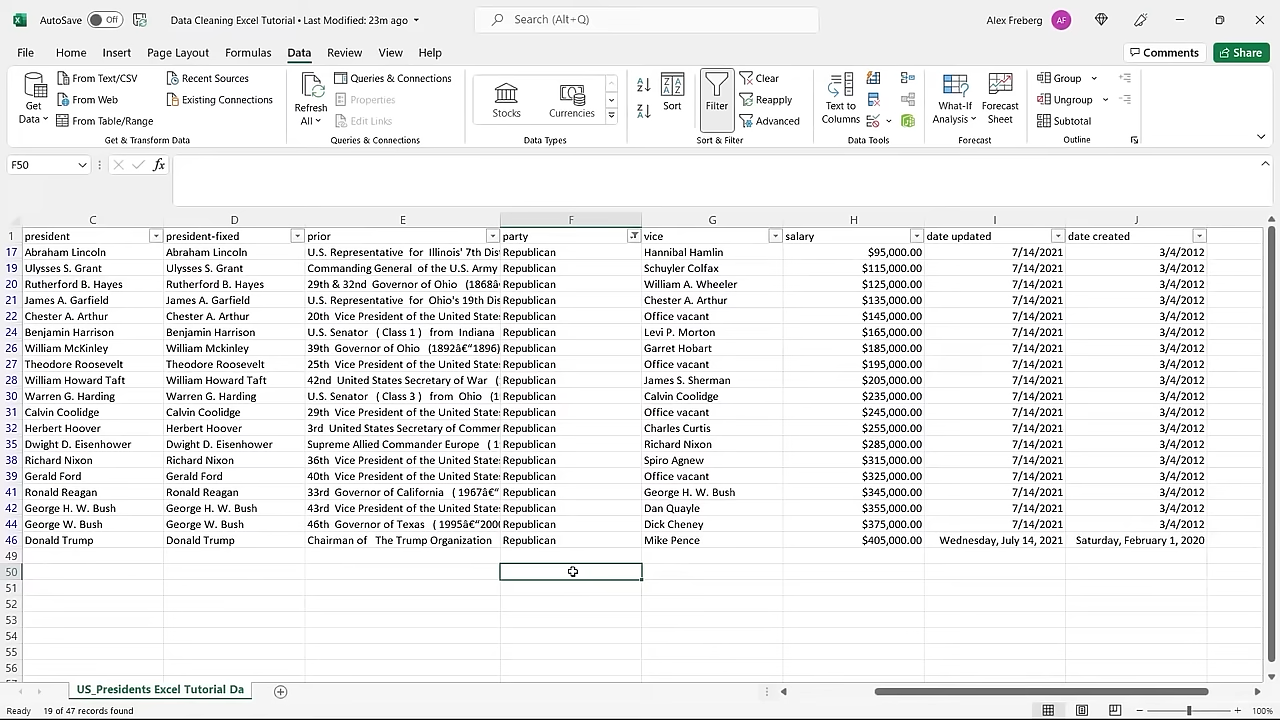 AutoSave Off Data Cleaning Excel Tutorial • Last Modified: 23m ago Search (Alt+Q) Alex Freberg AF
File Home Insert Page Layout Formulas Data Review View Help Comments Share
Get Data
From Text/CSV
From Web
From Table/Range
Recent Sources
Existing Connections
Get & Transform Data
Refresh All
Queries & Connections
Properties
Edit Links
Queries & Connections
Stocks Currencies
Data Types
Sort
Filter
Clear
Reapply
Advanced
Sort & Filter
Text to Columns
Data Tools
What-If Analysis
Forecast Sheet
Forecast
Group
Ungroup
Subtotal
Outline
F50 fx
C D E F G H I J
1 president president-fixed prior party vice salary date updated date created
17 Abraham Lincoln Abraham Lincoln U.S. Representative for Illinois' 7th Dis Republican Hannibal Hamlin $95,000.00 7/14/2021 3/4/2012
19 Ulysses S. Grant Ulysses S. Grant Commanding General of the U.S. Army Republican Schuyler Colfax $115,000.00 7/14/2021 3/4/2012
20 Rutherford B. Hayes Rutherford B. Hayes 29th & 32nd Governor of Ohio (1868â€ Republican William A. Wheeler $125,000.00 7/14/2021 3/4/2012
21 James A. Garfield James A. Garfield U.S. Representative for Ohio's 19th Dis Republican Chester A. Arthur $135,000.00 7/14/2021 3/4/2012
22 Chester A. Arthur Chester A. Arthur 20th Vice President of the United State Republican Office vacant $145,000.00 7/14/2021 3/4/2012
24 Benjamin Harrison Benjamin Harrison U.S. Senator ( Class 1 ) from Indiana Republican Levi P. Morton $165,000.00 7/14/2021 3/4/2012
26 William McKinley William Mckinley 39th Governor of Ohio (1892â€“1896) Republican Garret Hobart $185,000.00 7/14/2021 3/4/2012
27 Theodore Roosevelt Theodore Roosevelt 25th Vice President of the United State Republican Office vacant $195,000.00 7/14/2021 3/4/2012
28 William Howard Taft William Howard Taft 42nd United States Secretary of War ( Republican James S. Sherman $205,000.00 7/14/2021 3/4/2012
30 Warren G. Harding Warren G. Harding U.S. Senator ( Class 3 ) from Ohio (1 Republican Calvin Coolidge $235,000.00 7/14/2021 3/4/2012
31 Calvin Coolidge Calvin Coolidge 29th Vice President of the United State Republican Office vacant $245,000.00 7/14/2021 3/4/2012
32 Herbert Hoover Herbert Hoover 3rd United States Secretary of Commer Republican Charles Curtis $255,000.00 7/14/2021 3/4/2012
35 Dwight D. Eisenhower Dwight D. Eisenhower Supreme Allied Commander Europe ( 1 Republican Richard Nixon $285,000.00 7/14/2021 3/4/2012
38 Richard Nixon Richard Nixon 36th Vice President of the United State Republican Spiro Agnew $315,000.00 7/14/2021 3/4/2012
39 Gerald Ford Gerald Ford 40th Vice President of the United State Republican Office vacant $325,000.00 7/14/2021 3/4/2012
41 Ronald Reagan Ronald Reagan 33rd Governor of California ( 1967â€“ Republican George H. W. Bush $345,000.00 7/14/2021 3/4/2012
42 George H. W. Bush George H. W. Bush 43rd Vice President of the United State Republican Dan Quayle $355,000.00 7/14/2021 3/4/2012
44 George W. Bush George W. Bush 46th Governor of Texas ( 1995â€“200 Republican Dick Cheney $375,000.00 7/14/2021 3/4/2012
46 Donald Trump Donald Trump Chairman of The Trump Organization Republican Mike Pence $405,000.00 Wednesday, July 14, 2021 Saturday, February 1, 2020
49
50
51
52
53
54
55
56
US_Presidents Excel Tutorial Da
Ready 19 of 47 records found 100%